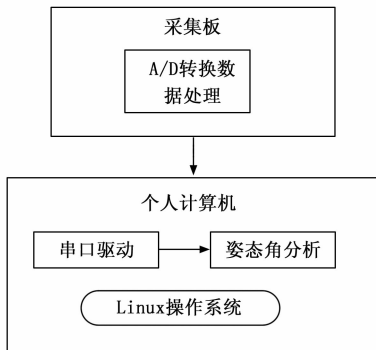 采集板
A/D转换数
据处理
个人计算机
串口驱动
姿态角分析
Linux操作系统